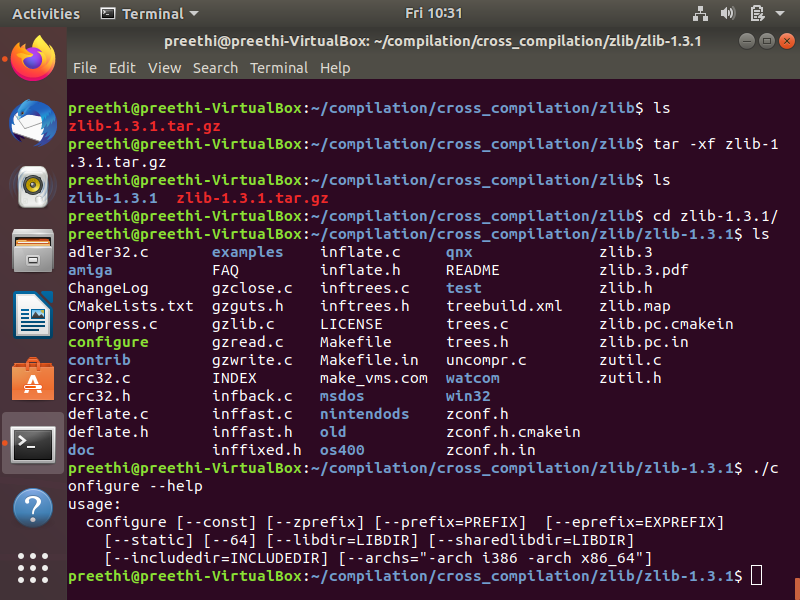 Activities Terminal Fri 10:31
preethi@preethi-VirtualBox: ~/compilation/cross_compilation/zlib/zlib-1.3.1
File Edit View Search Terminal Help
preethi@preethi-VirtualBox:~/compilation/cross_compilation/zlib$ ls
zlib-1.3.1.tar.gz
preethi@preethi-VirtualBox:~/compilation/cross_compilation/zlib$ tar -xf zlib-1
.3.1.tar.gz
preethi@preethi-VirtualBox:~/compilation/cross_compilation/zlib$ ls
zlib-1.3.1 zlib-1.3.1.tar.gz
preethi@preethi-VirtualBox:~/compilation/cross_compilation/zlib$ cd zlib-1.3.1/
preethi@preethi-VirtualBox:~/compilation/cross_compilation/zlib/zlib-1.3.1$ ls
adler32.c examples inflate.c qnx zlib.3
amiga FAQ inflate.h README zlib.3.pdf
ChangeLog gzclose.c inftrees.c test zlib.h
CMakeLists.txt gzguts.h inftrees.h treebuild.xml zlib.map
compress.c gzlib.c LICENSE trees.c zlib.pc.cmakein
configure gzread.c Makefile trees.h zlib.pc.in
contrib gzwrite.c Makefile.in uncompr.c zutil.c
crc32.c INDEX make_vms.com watcom zutil.h
crc32.h infback.c msdos win32
deflate.c inffast.c nintendods zconf.h
deflate.h inffast.h old zconf.h.cmakein
doc inffixed.h os400 zconf.h.in
preethi@preethi-VirtualBox:~/compilation/cross_compilation/zlib/zlib-1.3.1$ ./c
onfigure --help
usage:
configure [--const] [--zprefix] [--prefix=PREFIX] [--eprefix=EXPREFIX]
[--static] [--64] [--libdir=LIBDIR] [--sharedlibdir=LIBDIR]
[--includedir=INCLUDEDIR] [--archs="-arch i386 -arch x86_64"]
preethi@preethi-VirtualBox:~/compilation/cross_compilation/zlib/zlib-1.3.1$